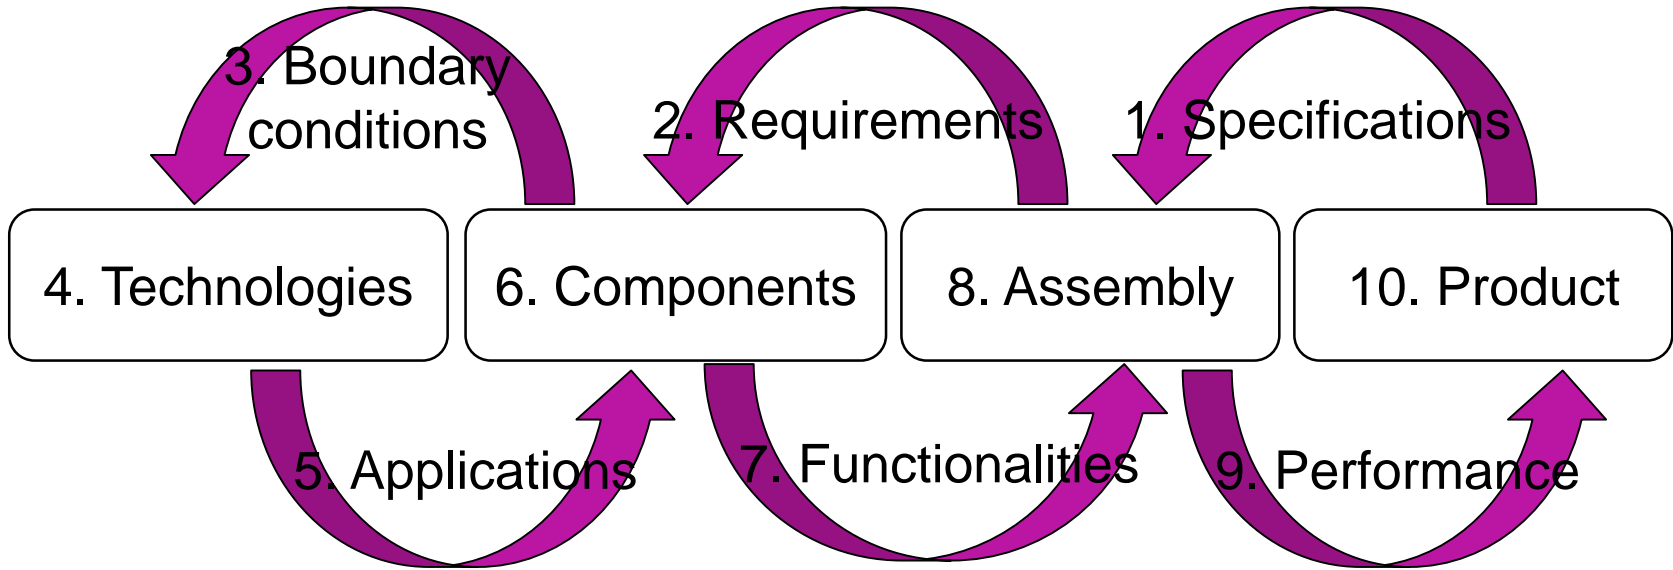 3. Boundary
conditions
2. Requirements
1. Specifications
4. Technologies
6. Components
8. Assembly
10. Product
5. Applications
7. Functionalities
9. Performance